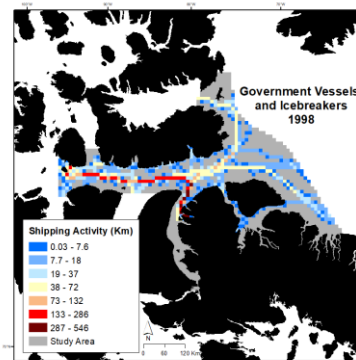 Government Vessels
and Icebreakers
1998
Shipping Activity (Km)
0.03 - 7.6
7.7 - 18
19 - 37
38 - 72
73 - 132
133 - 286
287 - 546
Study Area
N
0
120 Km